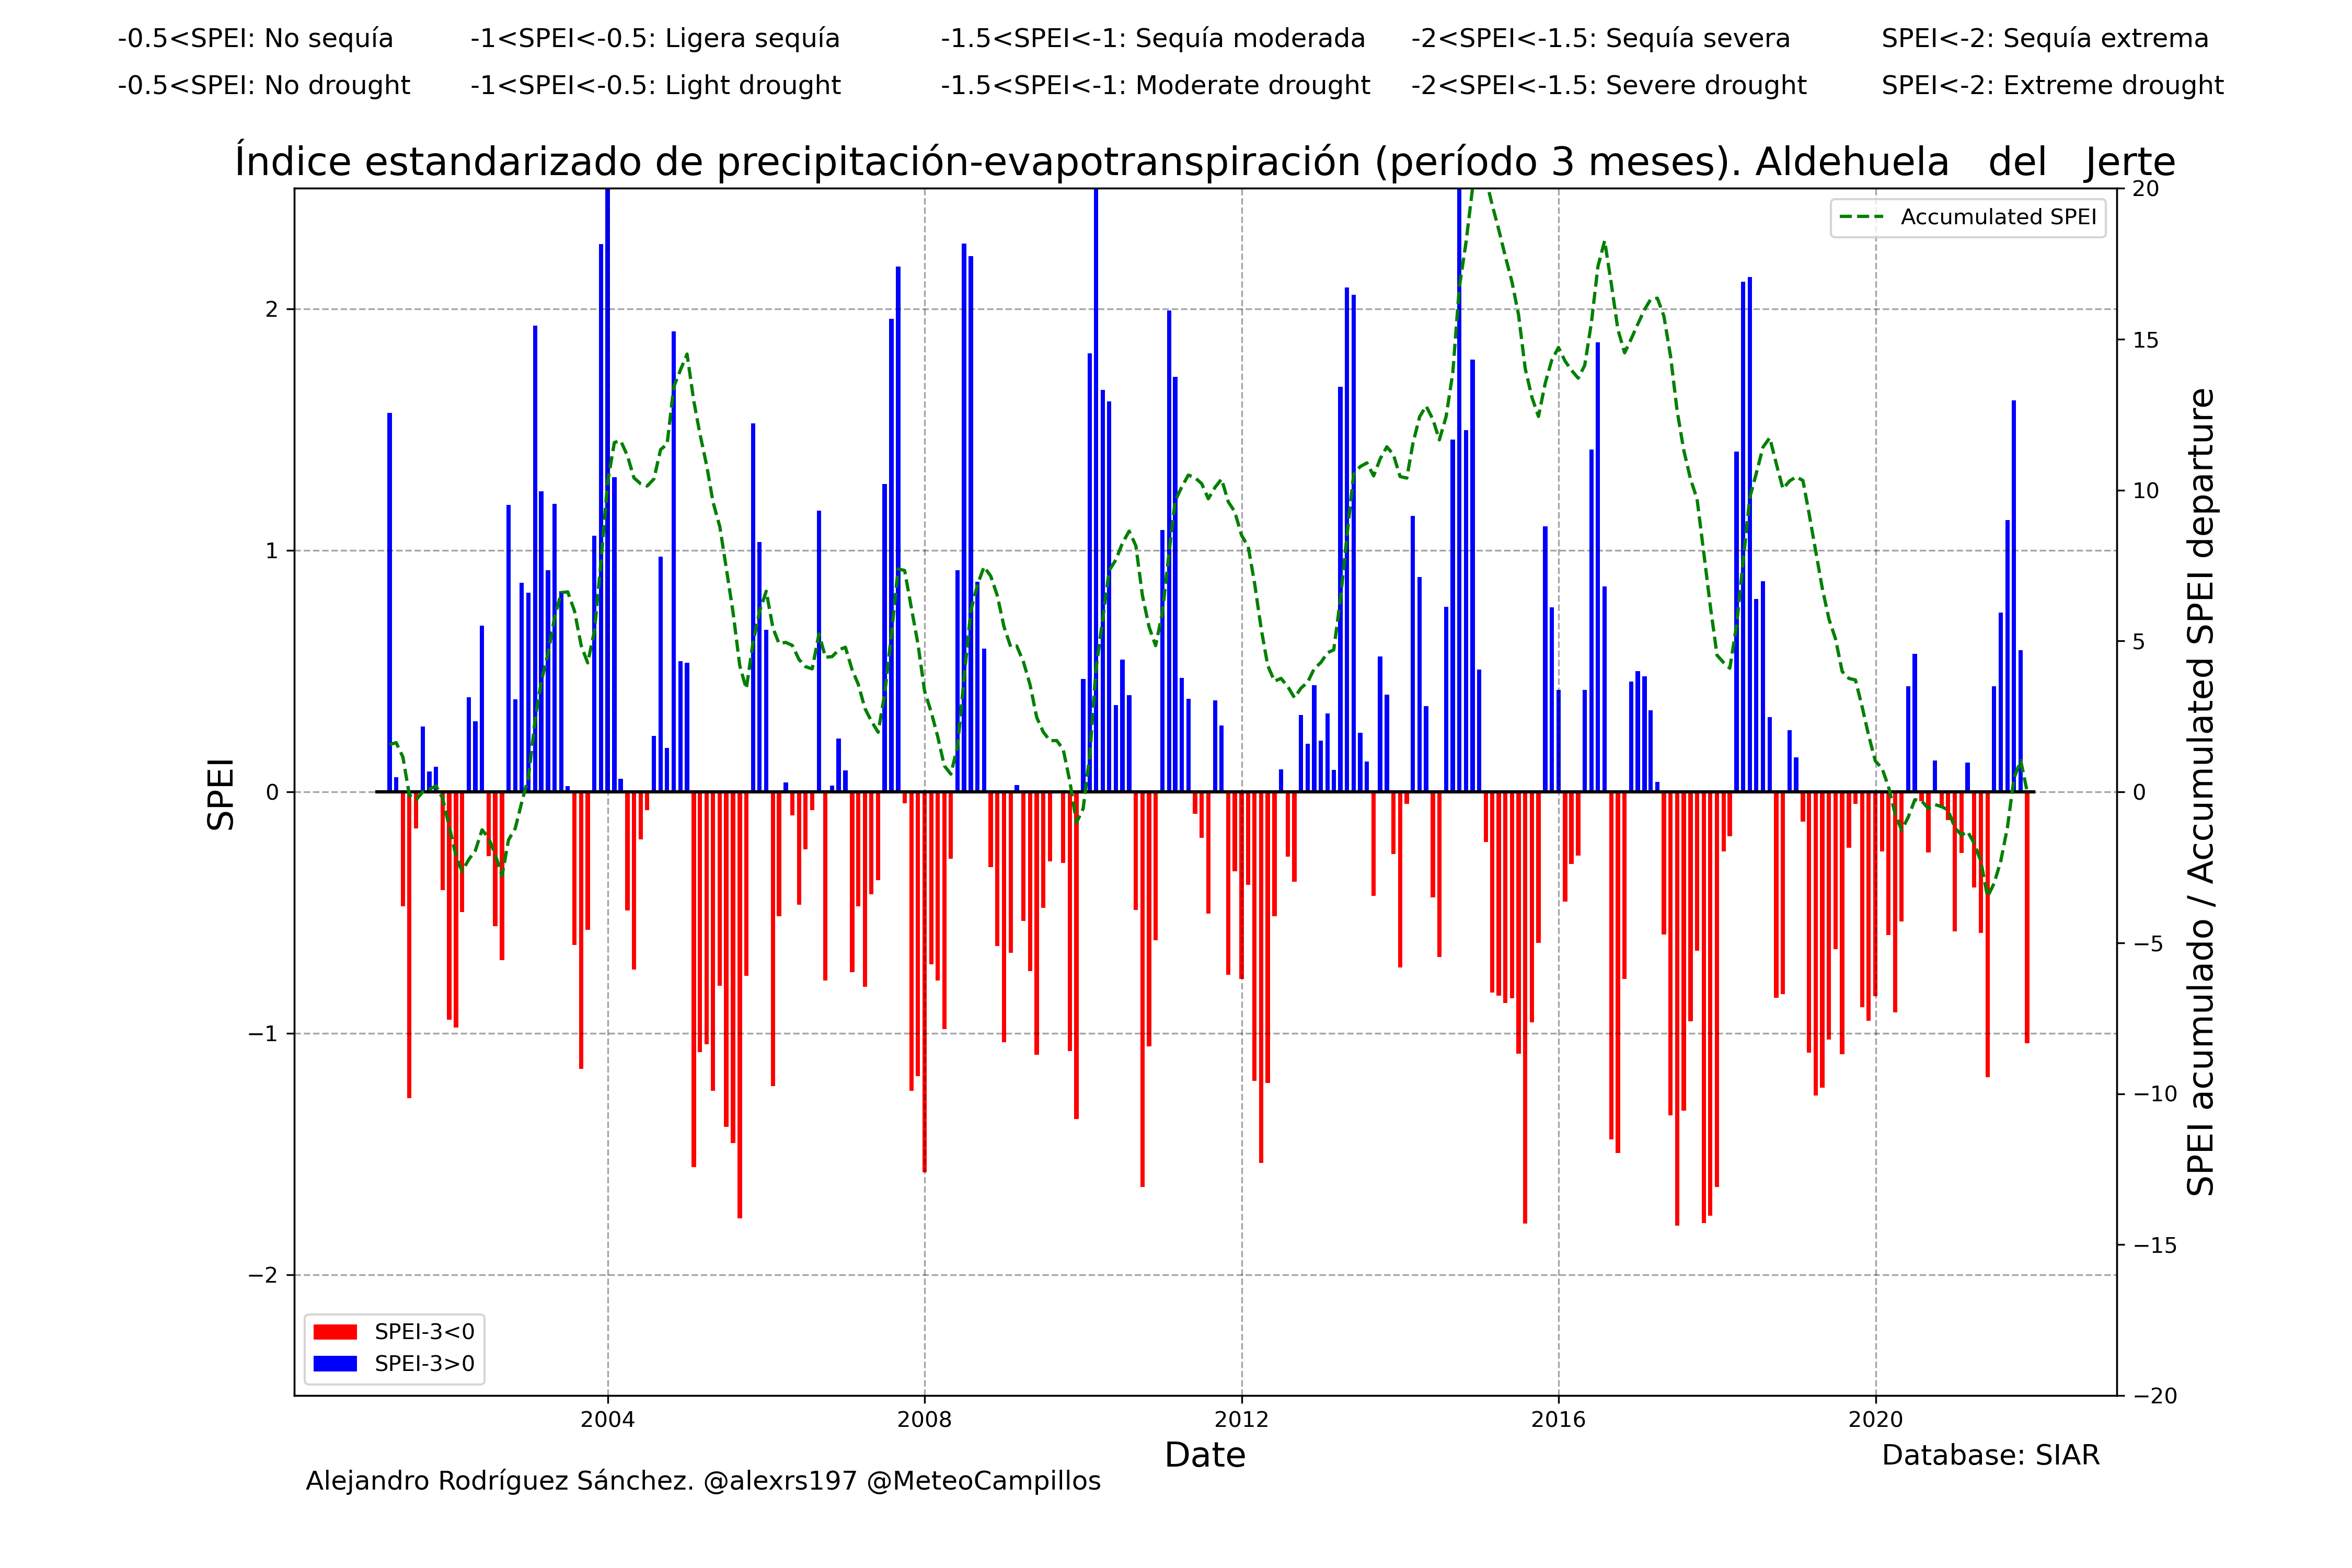 -0.5<SPEI: No sequía -1<SPEI<-0.5: Ligera sequía -1.5<SPEI<-1: Sequía moderada -2<SPEI<-1.5: Sequía severa SPEI<-2: Sequía extrema
-0.5<SPEI: No drought -1<SPEI<-0.5: Light drought -1.5<SPEI<-1: Moderate drought -2<SPEI<-1.5: Severe drought SPEI<-2: Extreme drought
Índice estandarizado de precipitación-evapotranspiración (período 3 meses). Aldehuela del Jerte
Accumulated SPEI
SPEI
2
1
0
−1
−2
20
15
10
5
0
−5
−10
−15
−20
SPEI acumulado / Accumulated SPEI departure
SPEI-3<0
SPEI-3>0
2004 2008 2012 2016 2020
Date
Database: SIAR
Alejandro Rodríguez Sánchez. @alexrs197 @MeteoCampillos